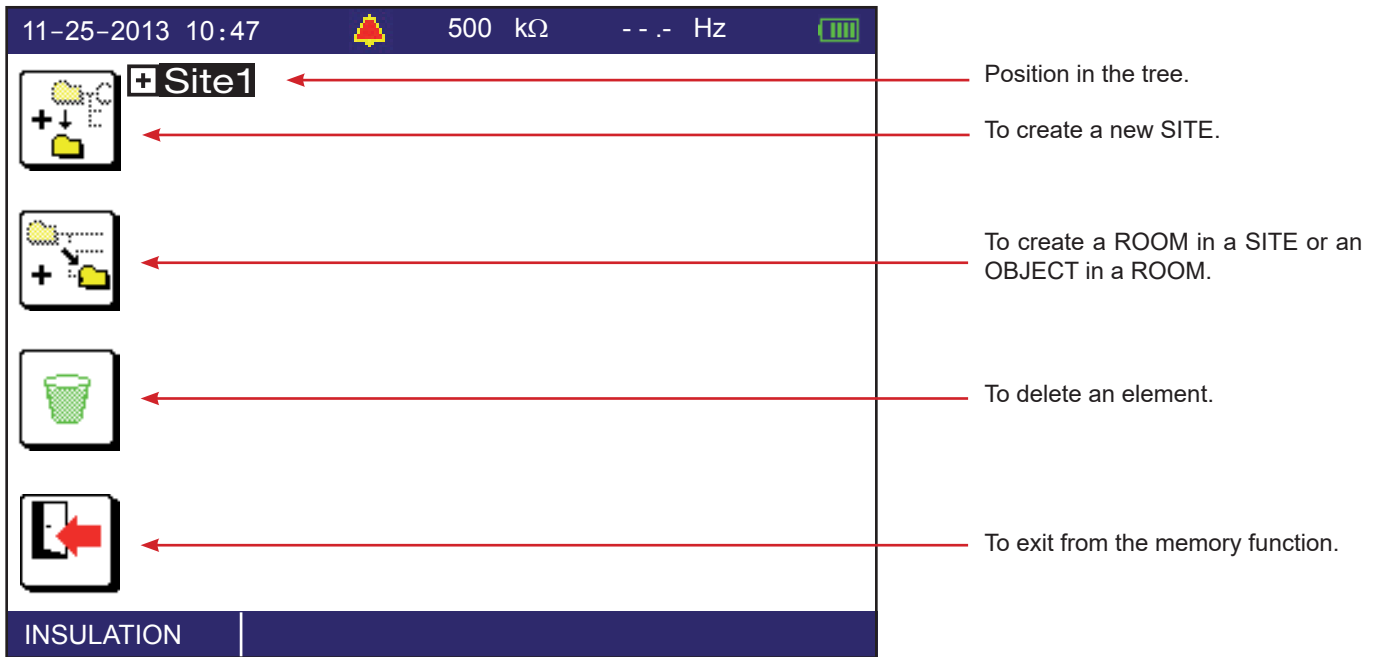 11-25-2013 10:47 500 kΩ - - .- Hz
+ Site1
Position in the tree.
To create a new SITE.
To create a ROOM in a SITE or an
OBJECT in a ROOM.
To delete an element.
To exit from the memory function.
INSULATION